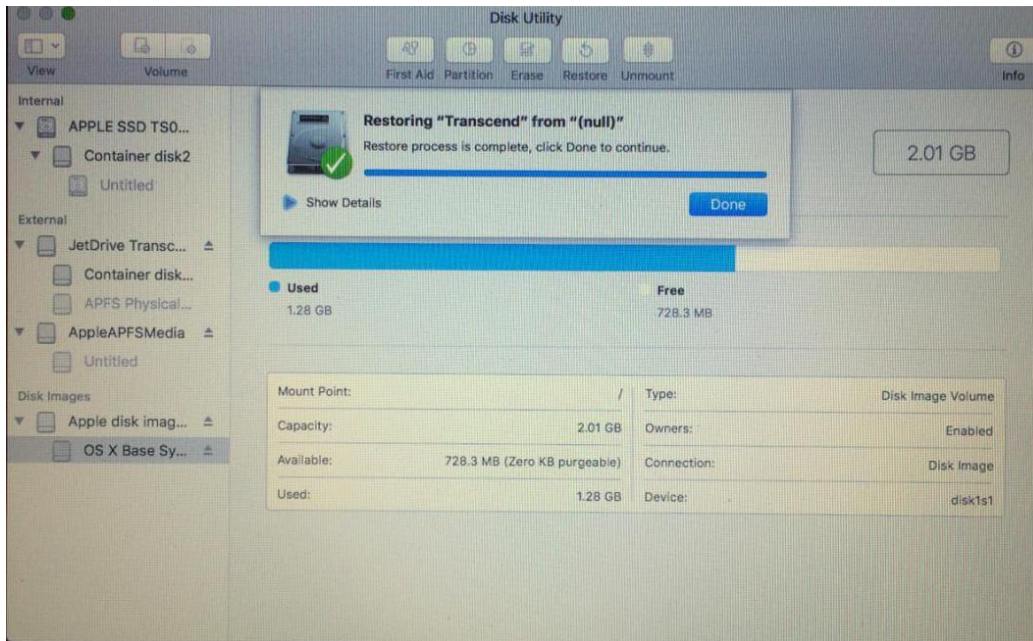 Disk Utility
View
Volume
First Aid
Partition
Erase
Restore
Unmount
Info
Internal
APPLE SSD TS0...
Container disk2
Untitled
External
JetDrive Transc...
Container disk...
APFS Physical...
AppleAPFSMedia
Untitled
Disk Images
Apple disk imag...
OS X Base Sy...
Restoring "Transcend" from "(null)"
Restore process is complete, click Done to continue.
Show Details
Done
2.01 GB
Used
1.28 GB
Free
728.3 MB
Mount Point: /
Capacity: 2.01 GB
Available: 728.3 MB (Zero KB purgeable)
Used: 1.28 GB
Type: Disk Image Volume
Owners: Enabled
Connection: Disk Image
Device: disk1s1